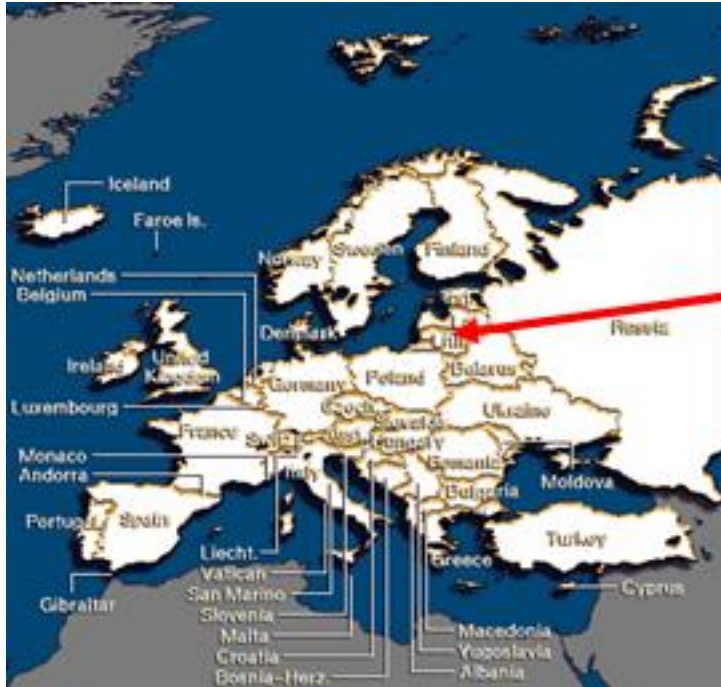 Iceland
Faroe Is.
Norway
Sweden
Finland
Netherlands
Belgium
Denmark
Russia
Ireland
United
Kingdom
Belarus
Germany
Poland
Luxembourg
Czech
Ukraine
France
Slovakia
Monaco
Andorra
Italy
Hungary
Romania
Moldova
Bulgaria
Portugal
Spain
Liecht.
Greece
Turkey
Vatican
San Marino
Gibraltar
Cyprus
Slovenia
Malta
Croatia
Bosnia-Herz.
Macedonia
Yugoslavia
Albania